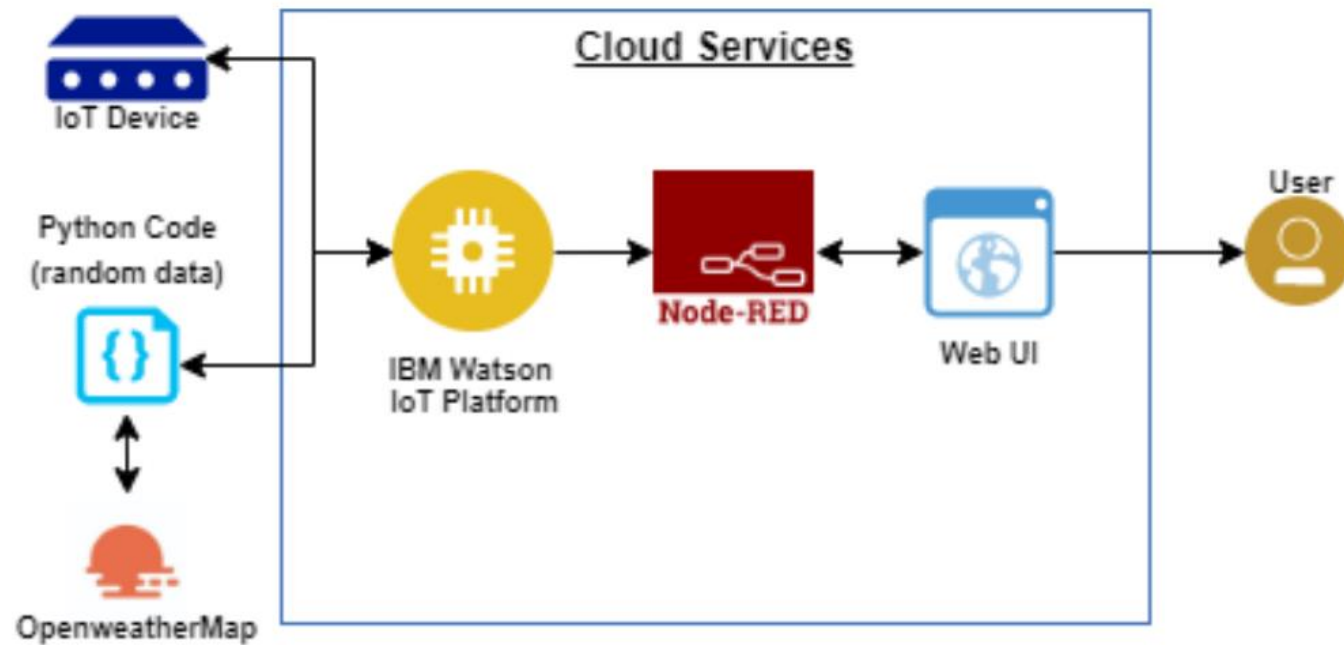 Cloud Services
IoT Device
Python Code
(random data)
{}
IBM Watson
IoT Platform
Node-RED
Web UI
User
OpenweatherMap